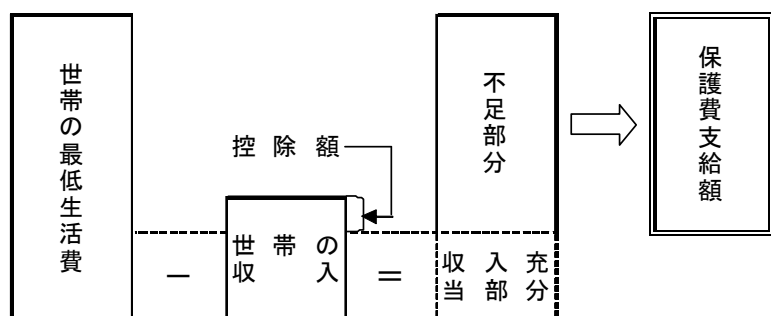 世帯の最低生活費
控除額
不足部分
保護費支給額
－
世帯の
収入
＝
収入充
当部分